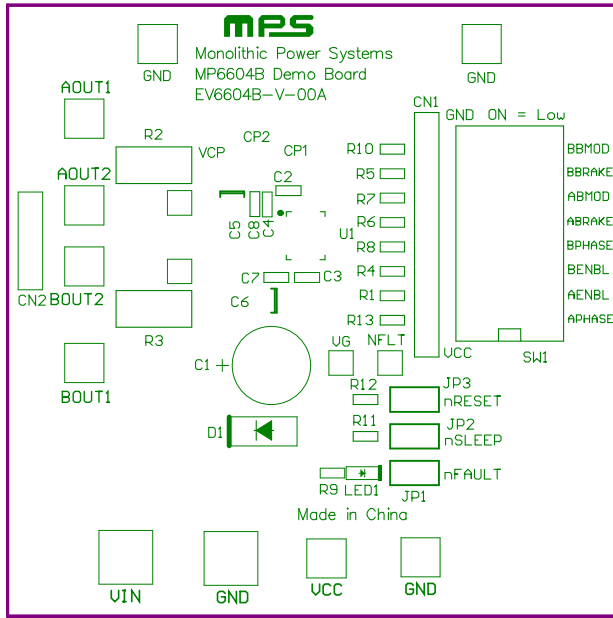 mps
Monolithic Power Systems
MP6604B Demo Board
EV6604B-V-00A
GND
GND
AOUT1
CN1
GND ON = Low
R2
VCP
CP2
CP1
R10
BBMOD
R5
BBRAKE
AOUT2
C2
R7
ABMOD
C5
C8
C4
U1
R6
ABRAKE
R8
BPHASE
C7
C3
R4
BENBL
CN2
BOUT2
C6
R1
AENBL
R13
APHASE
R3
VG
NFLT
VCC
SW1
C1
BOUT1
R12
JP3
nRESET
D1
R11
JP2
nSLEEP
R9
LED1
nFAULT
JP1
Made in China
VIN
GND
VCC
GND